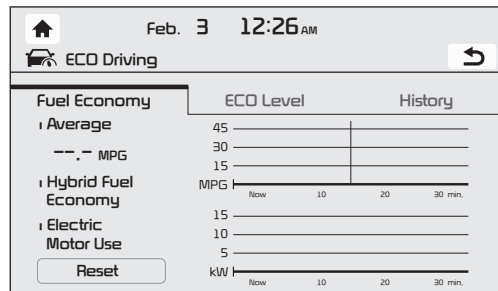 Feb. 3 12:26 AM
ECO Driving
Fuel Economy ECO Level History
Average
--.- MPG
Hybrid Fuel
Economy
Electric
Motor Use
Reset
45
30
15
MPG
Now 10 20 30 min.
15
10
5
kW
Now 10 20 30 min.